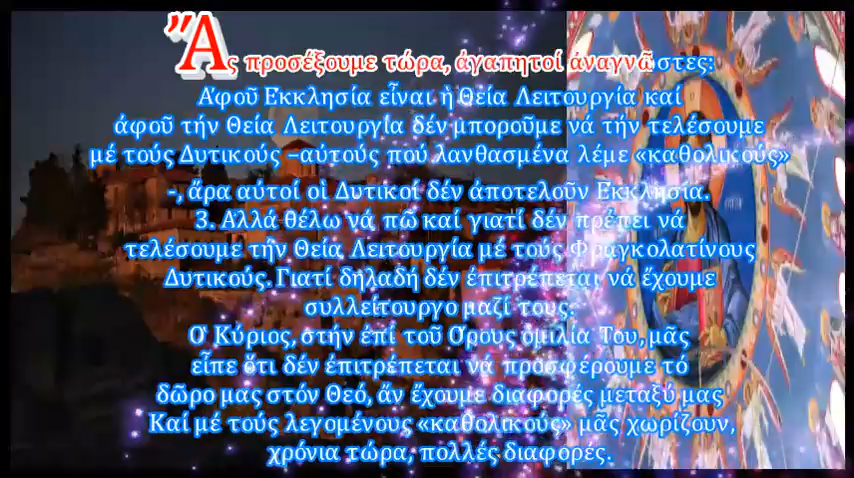 Ἄς προσέξουμε τώρα, ἀγαπητοί ἀναγνῶστες:
Ἀφοῦ Ἐκκλησία εἶναι ἡ Θεία Λειτουργία καί
ἀφοῦ τήν Θεία Λειτουργία δέν μποροῦμε νά τήν τελέσουμε
μέ τούς Δυτικούς –αὐτούς πού λανθασμένα λέμε «καθολικούς»
-, ἄρα αὐτοί οἱ Δυτικοί δέν ἀποτελοῦν Ἐκκλησία.
3. Ἀλλά θέλω νά πῶ καί γιατί δέν πρέπει νά
τελέσουμε τήν Θεία Λειτουργία μέ τούς Φραγκολατίνους
Δυτικούς. Γιατί δηλαδή δέν ἐπιτρέπεται νά ἔχουμε
συλλείτουργο μαζί τους.
Ὁ Κύριος, στήν ἐπί τοῦ Ὄρους ὁμιλία Του, μᾶς
εἶπε ὅτι δέν ἐπιτρέπεται νά προσφέρουμε τό
δῶρο μας στόν Θεό, ἄν ἔχουμε διαφορές μεταξύ μας
Καί μέ τούς λεγομένους «καθολικούς» μᾶς χωρίζουν,
χρόνια τώρα, πολλές διαφορές.